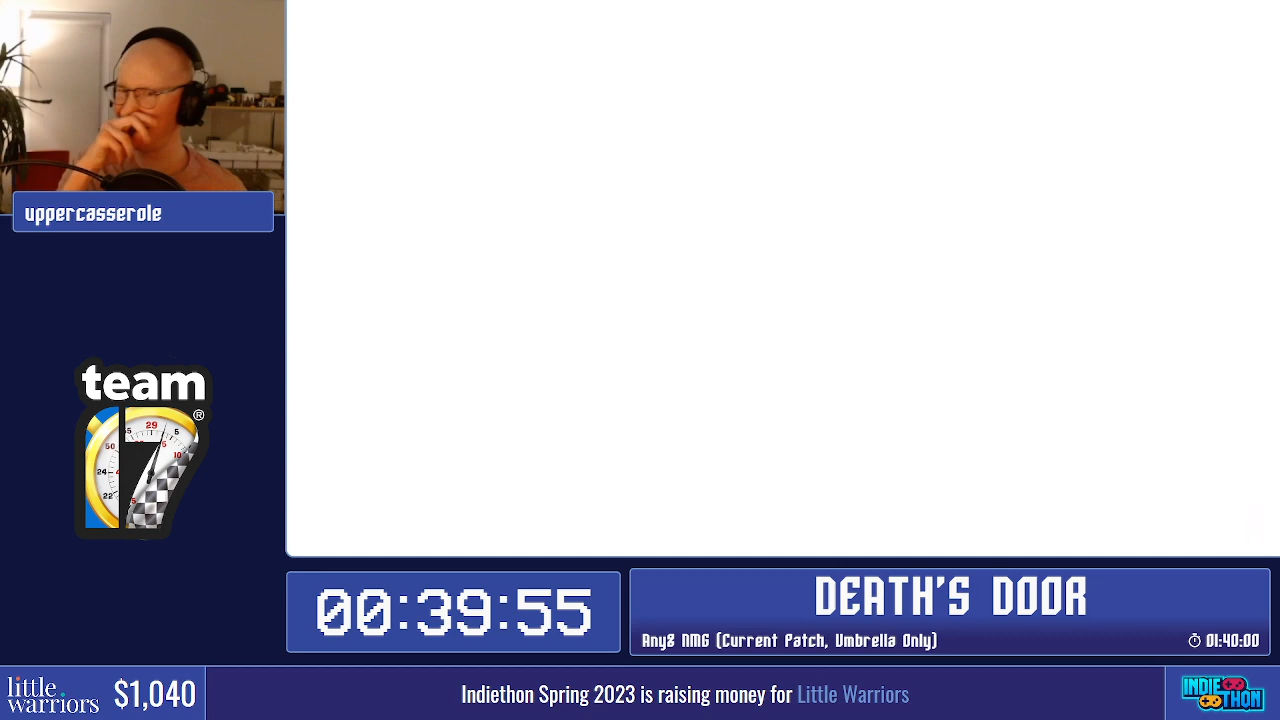 uppercasserole
team
®
00:39:55
DEATH'S DOOR
Any% NMG (Current Patch, Umbrella Only)
01:40:00
little warriors
$1,040
Indiethon Spring 2023 is raising money for Little Warriors
INDIE
THON